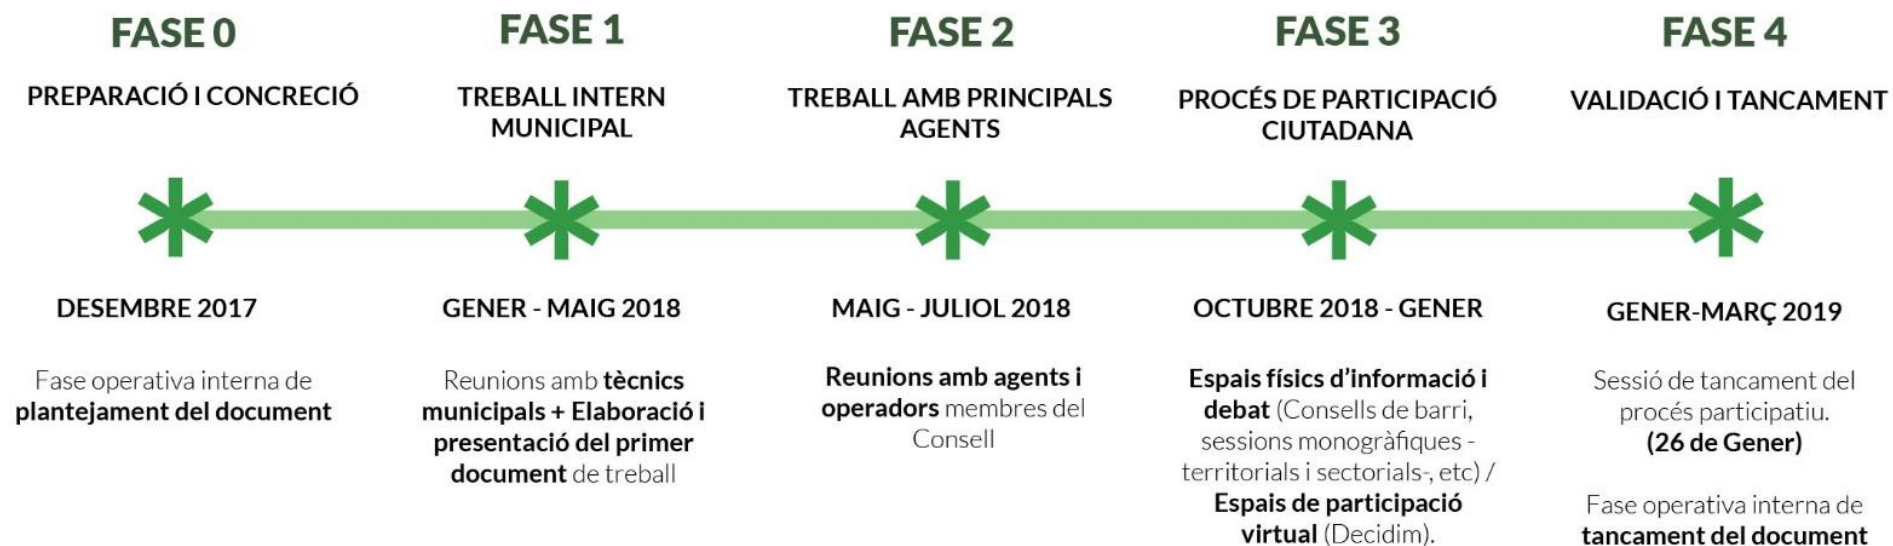 FASE 0
PREPARACIÓ I CONCRECIÓ
DESEMBRE 2017
Fase operativa interna de
plantejament del document
FASE 1
TREBALL INTERN
MUNICIPAL
GENER - MAIG 2018
Reunions amb tècnics
municipals + Elaboració i
presentació del primer
document de treball
FASE 2
TREBALL AMB PRINCIPALS
AGENTS
MAIG - JULIOL 2018
Reunions amb agents i
operadors membres del
Consell
FASE 3
PROCÉS DE PARTICIPACIÓ
CIUTADANA
OCTUBRE 2018 - GENER
Espais físics d'informació i
debat (Consells de barri,
sessions monogràfiques -
territorials i sectorials-, etc) /
Espais de participació
virtual (Decidim).
FASE 4
VALIDACIÓ I TANCAMENT
GENER-MARÇ 2019
Sessió de tancament del
procés participatiu.
(26 de Gener)
Fase operativa interna de
tancament del document